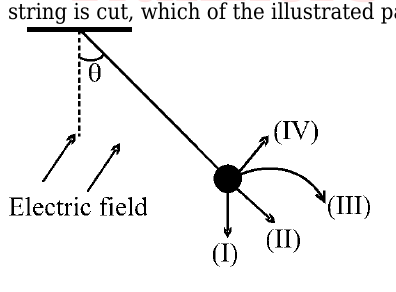 string is cut, which of the illustrated pa
θ
(IV)
Electric field
(III)
(II)
(I)